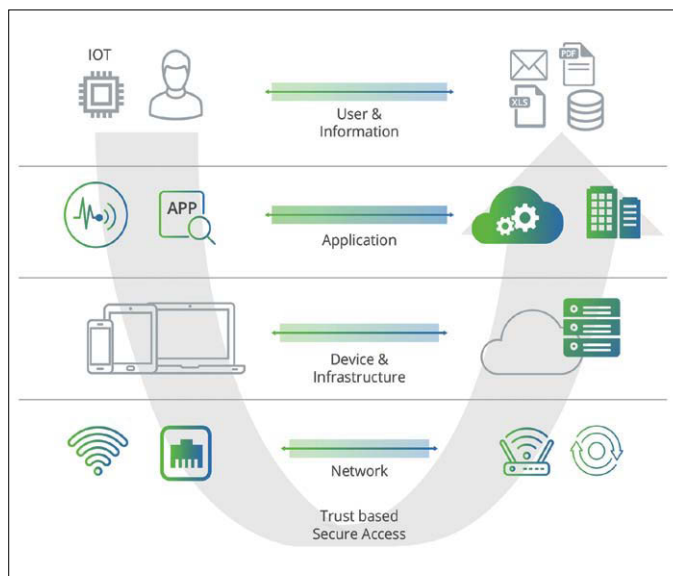 IOT
PDF
XLS
User &
Information
APP
Application
Device &
Infrastructure
Network
Trust based
Secure Access